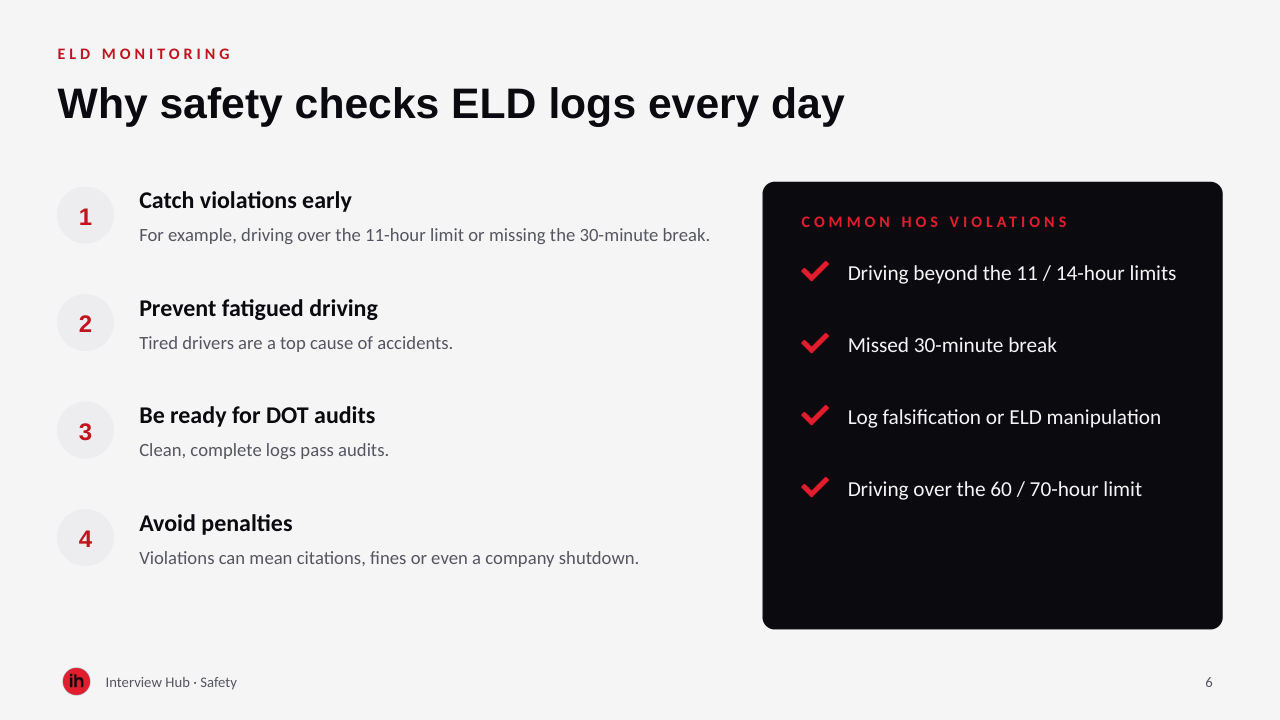 ELD MONITORING
Why safety checks ELD logs every day
1
Catch violations early
For example, driving over the 11-hour limit or missing the 30-minute break.
2
Prevent fatigued driving
Tired drivers are a top cause of accidents.
3
Be ready for DOT audits
Clean, complete logs pass audits.
4
Avoid penalties
Violations can mean citations, fines or even a company shutdown.
COMMON HOS VIOLATIONS
Driving beyond the 11 / 14-hour limits
Missed 30-minute break
Log falsification or ELD manipulation
Driving over the 60 / 70-hour limit
ih
Interview Hub · Safety
6